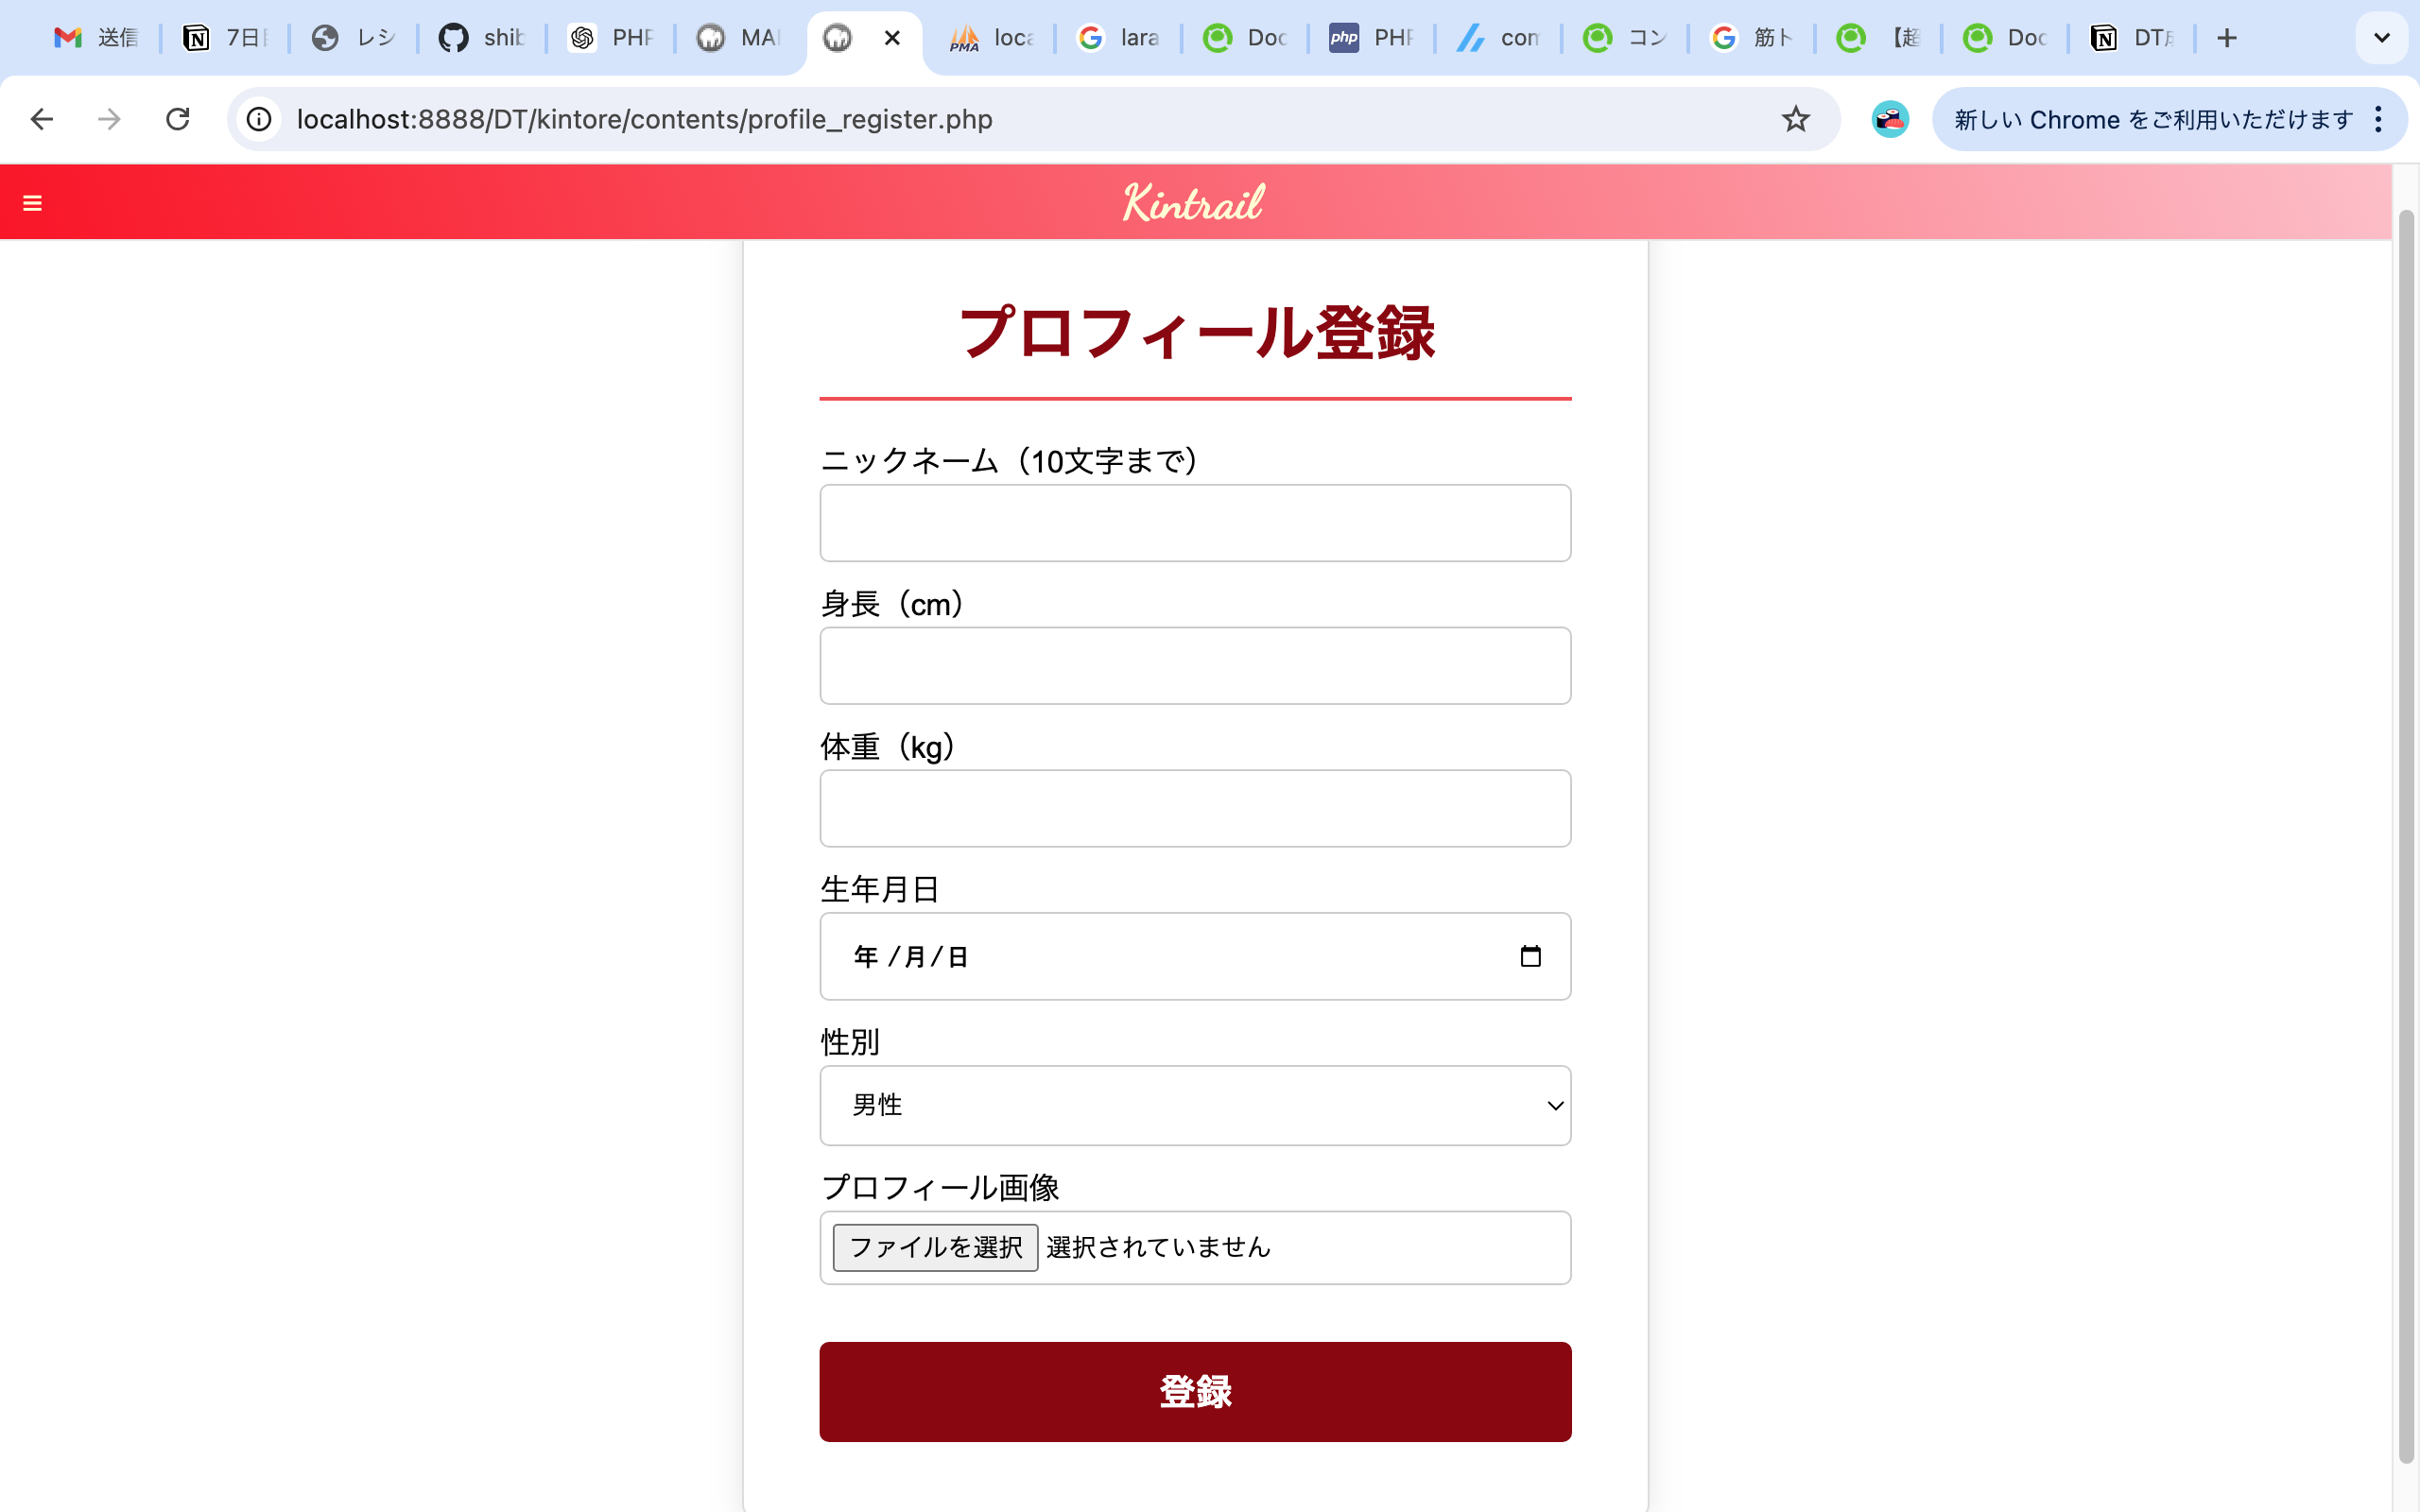 送信 7日 レシ shib PHP MA loca lara Doc PHP com コン 筋ト 【超 Doc DT
localhost:8888/DT/kintore/contents/profile_register.php
新しい Chrome をご利用いただけます
Kintrail
プロフィール登録
ニックネーム（10文字まで）
身長（cm）
体重（kg）
生年月日
年 /月/日
性別
男性
プロフィール画像
ファイルを選択 選択されていません
登録